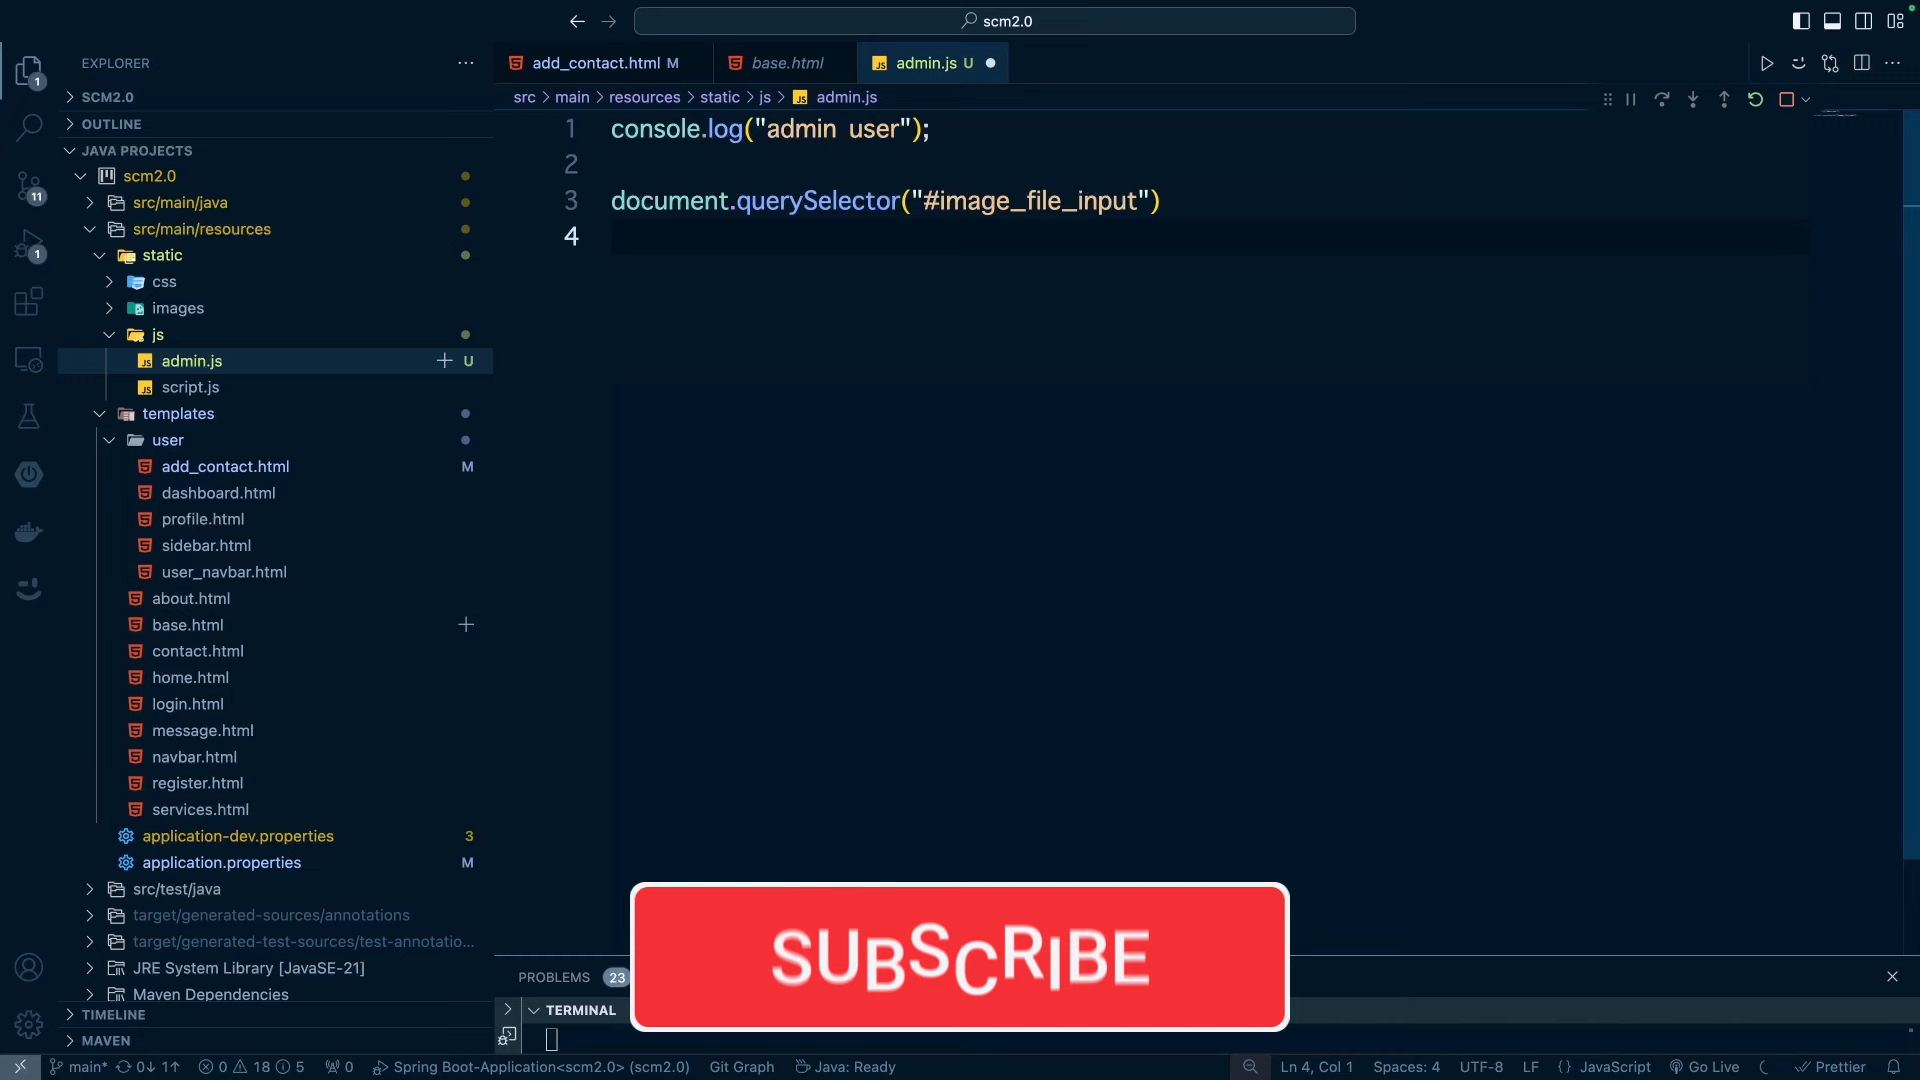 scm2.0
EXPLORER
SCM2.0
OUTLINE
JAVA PROJECTS
scm2.0
src/main/java
src/main/resources
static
css
images
js
admin.js U
script.js
templates
user
add_contact.html M
dashboard.html
profile.html
sidebar.html
user_navbar.html
about.html
base.html
contact.html
home.html
login.html
message.html
navbar.html
register.html
services.html
application-dev.properties 3
application.properties M
src/test/java
target/generated-sources/annotations
target/generated-test-sources/test-annotatio...
JRE System Library [JavaSE-21]
Maven Dependencies
TIMELINE
MAVEN
1
11
1
add_contact.html M
base.html
admin.js U
src > main > resources > static > js > admin.js
1 console.log("admin user");
2
3 document.querySelector("#image_file_input")
4
PROBLEMS 23
TERMINAL
SUBSCRIBE
main* 0↓ 1↑ 0 18 5 0 Spring Boot-Application<scm2.0> (scm2.0) Git Graph Java: Ready
Ln 4, Col 1 Spaces: 4 UTF-8 LF {} JavaScript Go Live Prettier